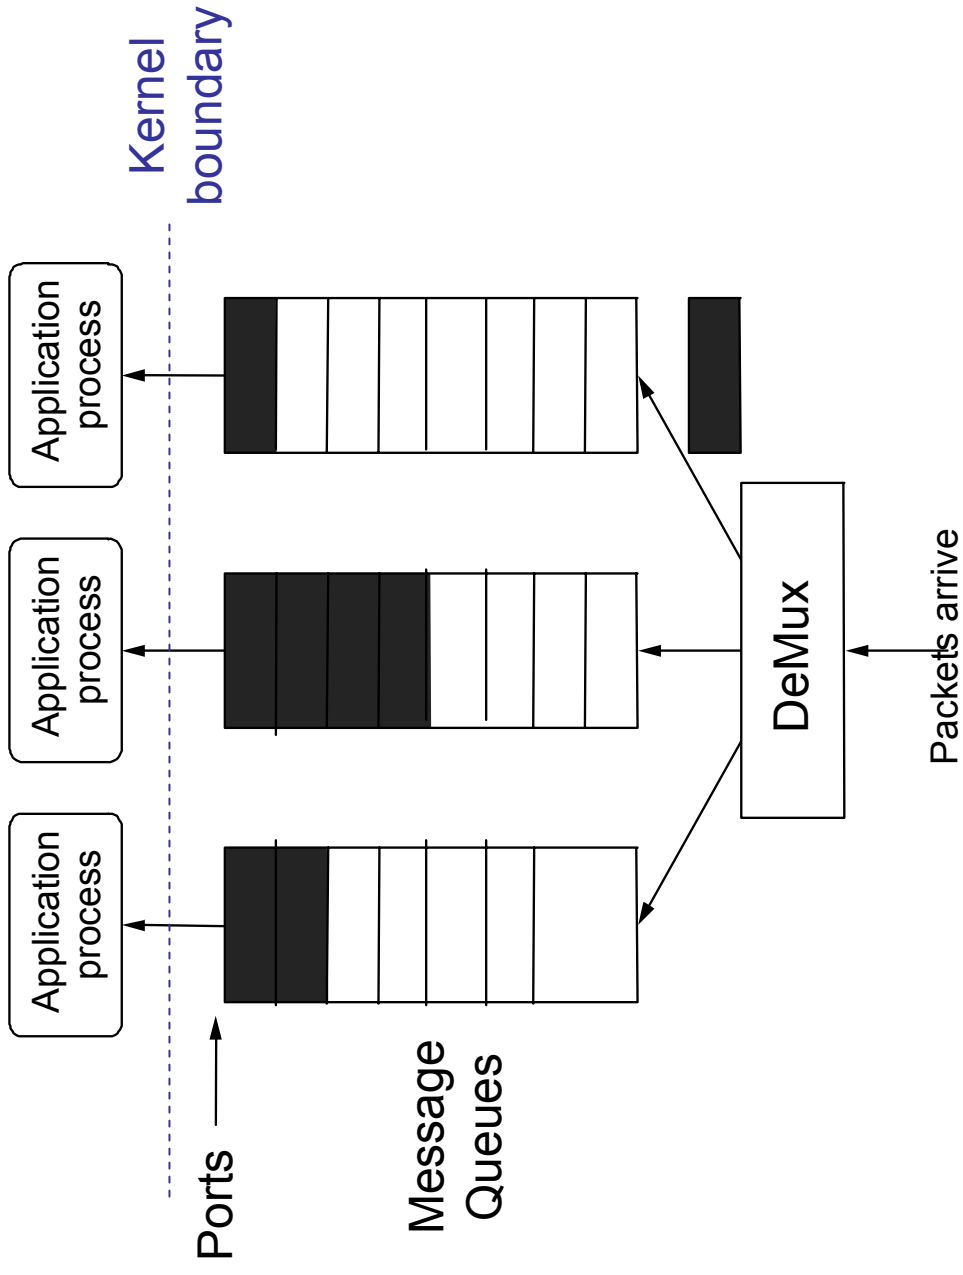 Application
process
Application
process
Application
process
Kernel
boundary
Ports
Message
Queues
DeMux
Packets arrive